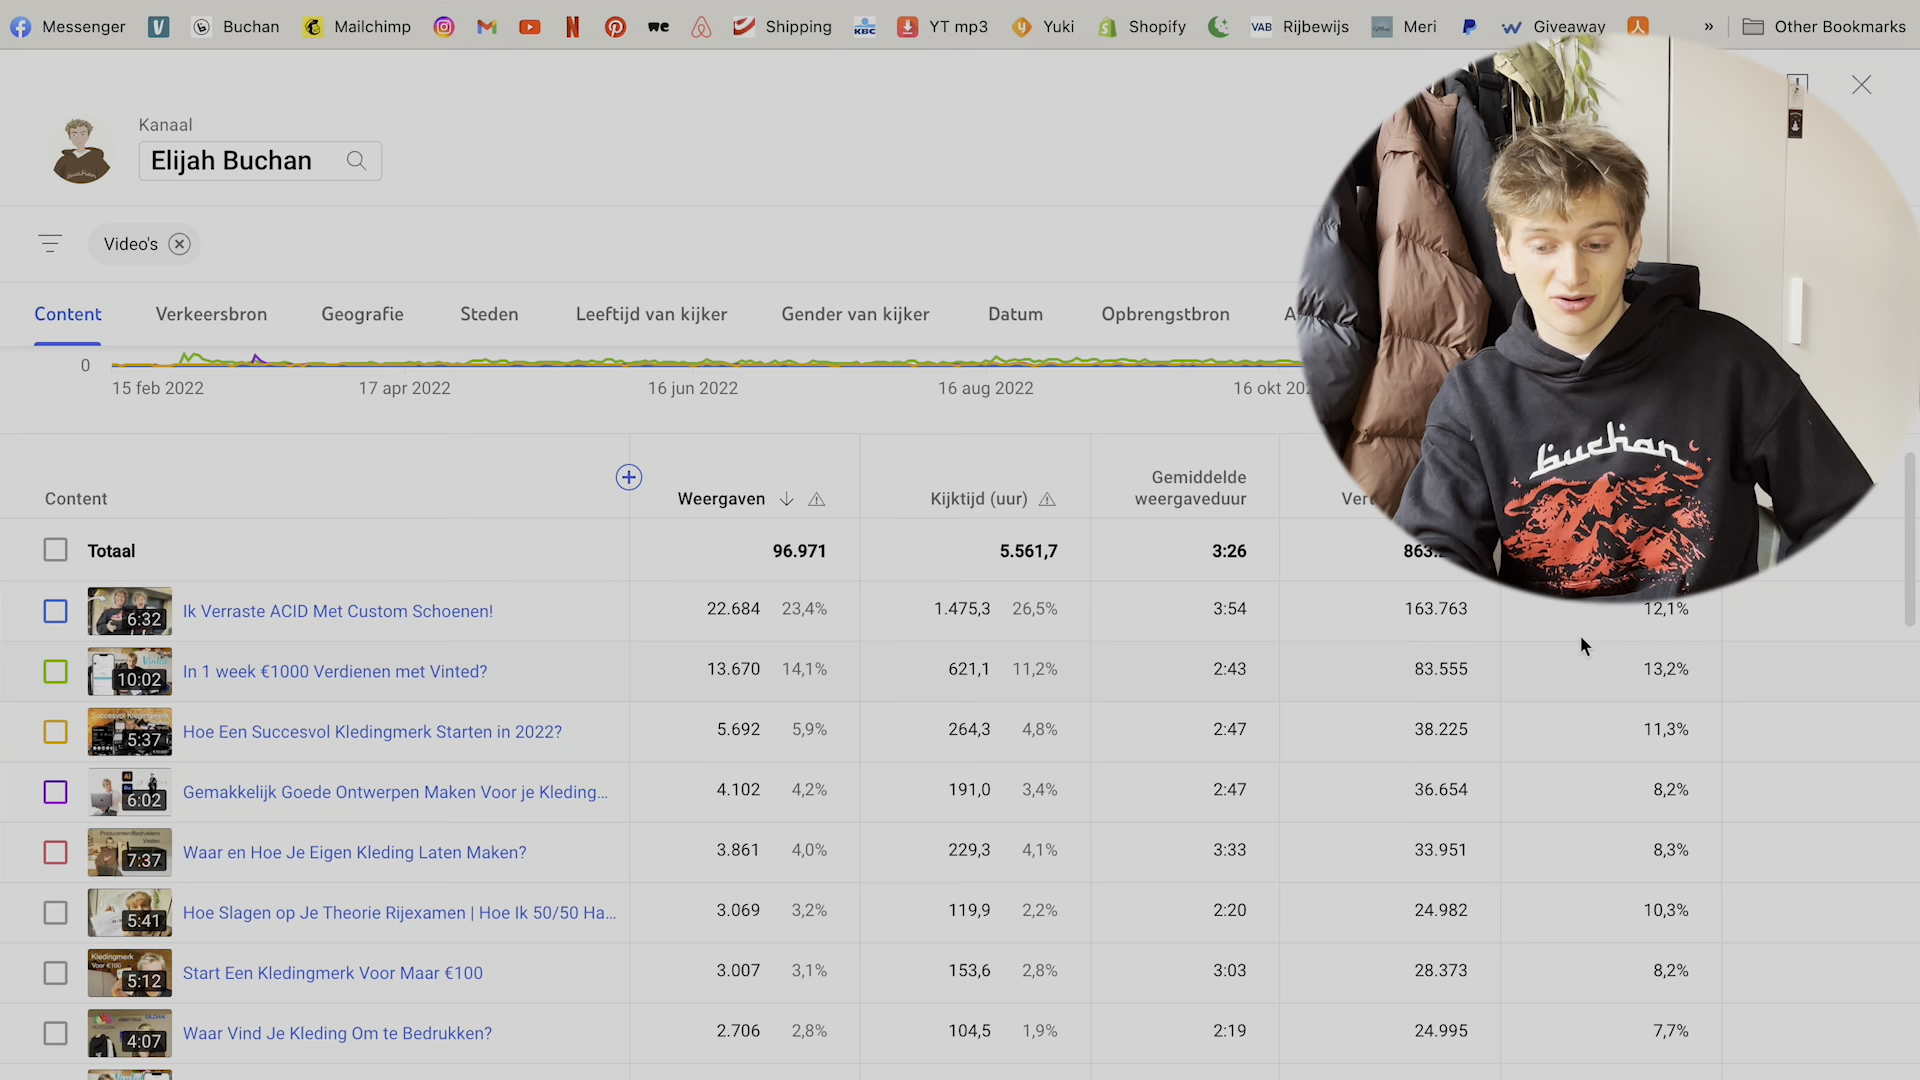 Messenger Buchan Mailchimp we Shipping KBC YT mp3 Yuki Shopify VAB Rijbewijs Meri Giveaway » Other Bookmarks
Kanaal
Elijah Buchan
Video's
Content Verkeersbron Geografie Steden Leeftijd van kijker Gender van kijker Datum Opbrengstbron
0
15 feb 2022 17 apr 2022 16 jun 2022 16 aug 2022 16 okt
buchan
Content Weergaven Kijktijd (uur) Gemiddelde weergaveduur
Totaal 96.971 5.561,7 3:26 863.
6:32 Ik Verraste ACID Met Custom Schoenen! 22.684 23,4% 1.475,3 26,5% 3:54 163.763 12,1%
10:02 In 1 week €1000 Verdienen met Vinted? 13.670 14,1% 621,1 11,2% 2:43 83.555 13,2%
5:37 Hoe Een Succesvol Kledingmerk Starten in 2022? 5.692 5,9% 264,3 4,8% 2:47 38.225 11,3%
6:02 Gemakkelijk Goede Ontwerpen Maken Voor je Kleding... 4.102 4,2% 191,0 3,4% 2:47 36.654 8,2%
7:37 Waar en Hoe Je Eigen Kleding Laten Maken? 3.861 4,0% 229,3 4,1% 3:33 33.951 8,3%
5:41 Hoe Slagen op Je Theorie Rijexamen | Hoe Ik 50/50 Ha... 3.069 3,2% 119,9 2,2% 2:20 24.982 10,3%
Kledingmerk Voor €100 5:12 Start Een Kledingmerk Voor Maar €100 3.007 3,1% 153,6 2,8% 3:03 28.373 8,2%
4:07 Waar Vind Je Kleding Om te Bedrukken? 2.706 2,8% 104,5 1,9% 2:19 24.995 7,7%